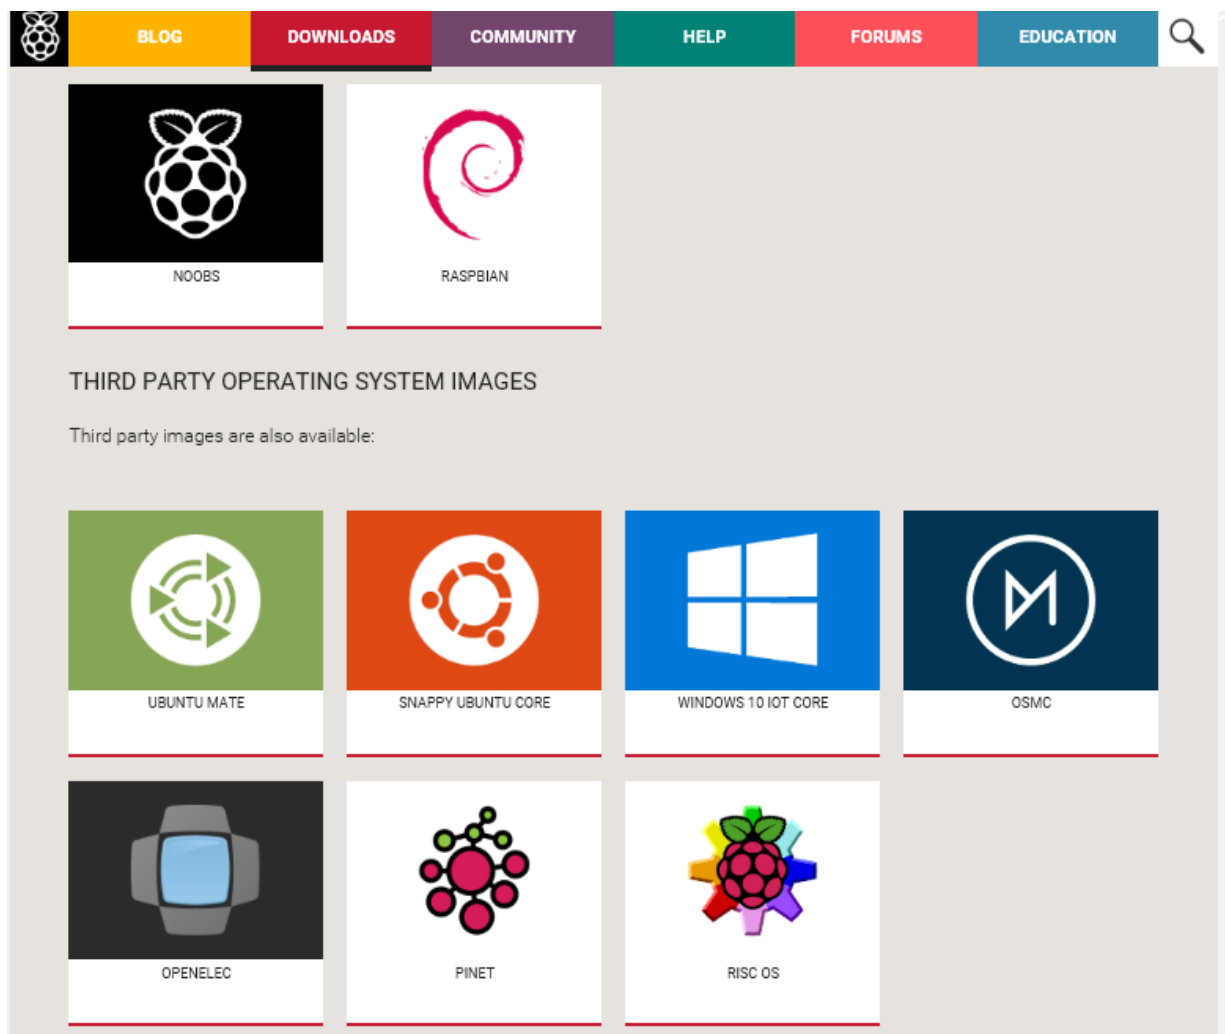 BLOG DOWNLOADS COMMUNITY HELP FORUMS EDUCATION
NOOBS RASPBIAN
THIRD PARTY OPERATING SYSTEM IMAGES
Third party images are also available:
UBUNTU MATE SNAPPY UBUNTU CORE WINDOWS 10 IOT CORE OSMC
OPENELEC PINET RISC OS